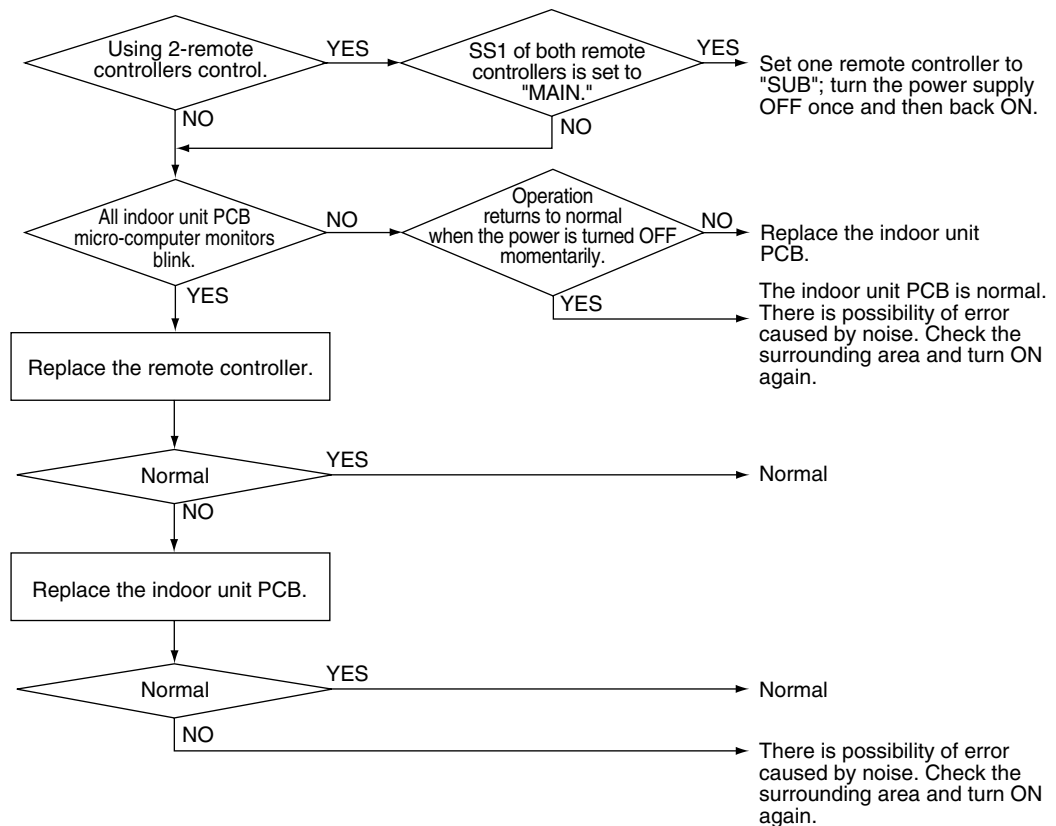 Using 2-remote
controllers control.
YES
SS1 of both remote
controllers is set to
"MAIN."
YES
Set one remote controller to
"SUB"; turn the power supply
OFF once and then back ON.
NO
NO
All indoor unit PCB
micro-computer monitors
blink.
NO
Operation
returns to normal
when the power is turned OFF
momentarily.
NO
Replace the indoor unit
PCB.
YES
YES
The indoor unit PCB is normal.
There is possibility of error
caused by noise. Check the
surrounding area and turn ON
again.
Replace the remote controller.
Normal
YES
Normal
NO
Replace the indoor unit PCB.
Normal
YES
Normal
NO
There is possibility of error
caused by noise. Check the
surrounding area and turn ON
again.